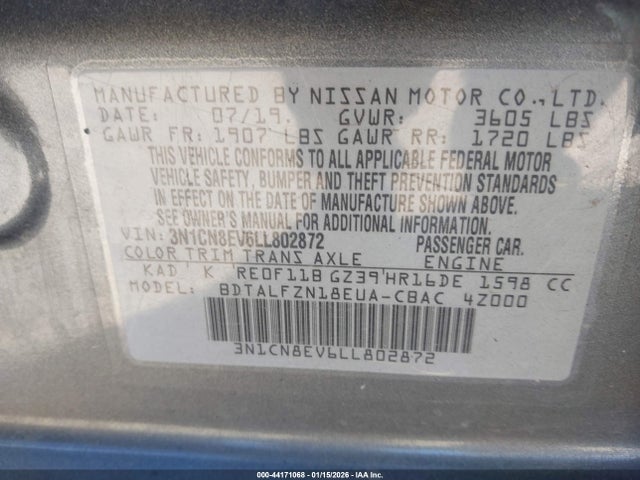 MANUFACTURED BY NISSAN MOTOR CO.,LTD.
DATE: 07/19. GVWR: 3605 LBS
GAWR FR: 1907 LBS GAWR RR: 1720 LBS
THIS VEHICLE CONFORMS TO ALL APPLICABLE FEDERAL MOTOR
VEHICLE SAFETY, BUMPER AND THEFT PREVENTION STANDARDS
IN EFFECT ON THE DATE OF MANUFACTURE SHOWN ABOVE.
SEE OWNER'S MANUAL FOR ADDITIONAL INFORMATION.
VIN: 3N1CN8EV6LL802872 PASSENGER CAR.
COLOR TRIM TRANS AXLE ENGINE
KAD K RE0F11B GZ39 HR16DE 1598 CC
MODEL: BDTALFZN18EUA-CBAC 4Z000
3N1CN8EV6LL802872
000-44171068 - 01/15/2026 - IAA Inc.